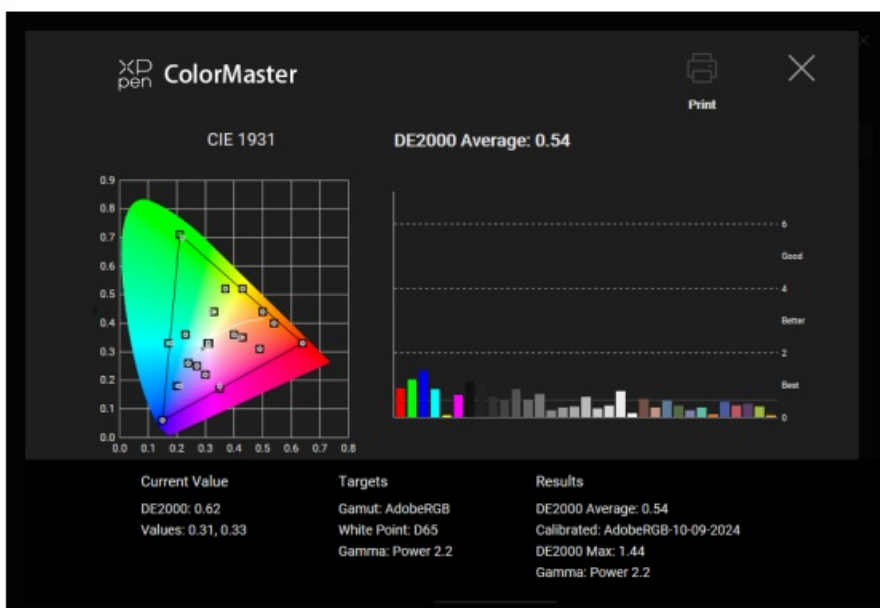 XP
pen ColorMaster
Print
CIE 1931
DE2000 Average: 0.54
0.9
0.8
0.7
0.6
0.5
0.4
0.3
0.2
0.1
0.0
0.0 0.1 0.2 0.3 0.4 0.5 0.6 0.7 0.8
6
Good
4
Better
2
Best
0
Current Value
DE2000: 0.62
Values: 0.31, 0.33
Targets
Gamut: AdobeRGB
White Point: D65
Gamma: Power 2.2
Results
DE2000 Average: 0.54
Calibrated: AdobeRGB-10-09-2024
DE2000 Max: 1.44
Gamma: Power 2.2